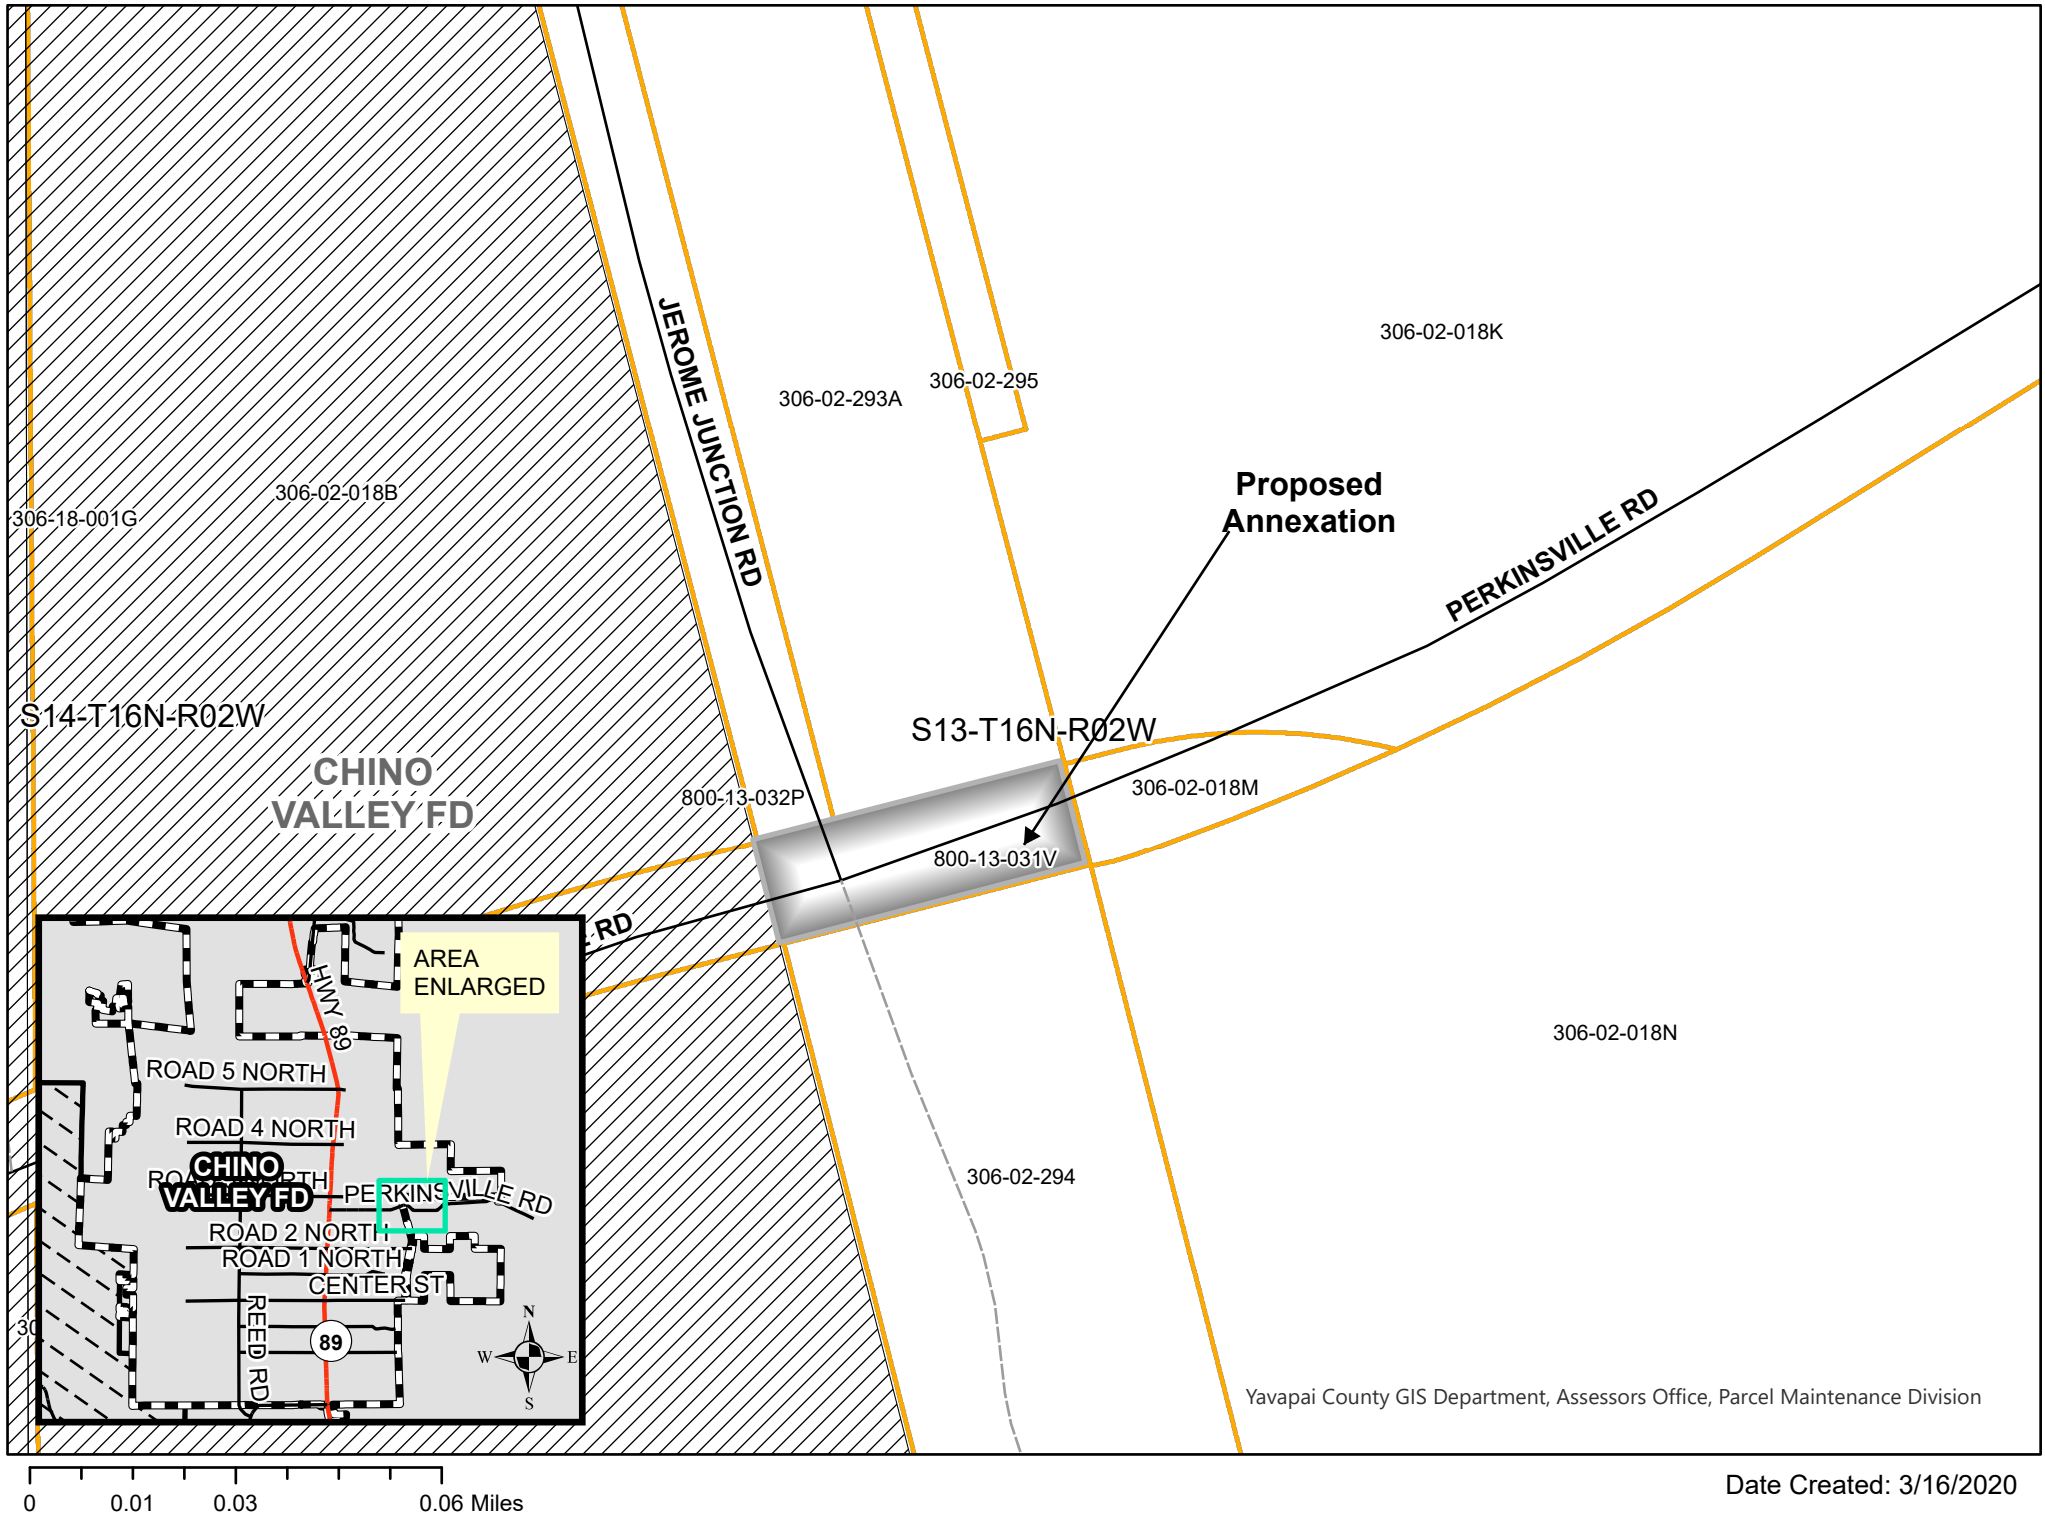 JEROME JUNCTION RD
306-02-018K
306-02-295
306-02-293A
Proposed
Annexation
PERKINSVILLE RD
306-02-018B
306-18-001G
S14-T16N-R02W
S13-T16N-R02W
CHINO
VALLEY FD
800-13-032P
306-02-018M
800-13-031V
RD
306-02-018N
306-02-294
30
AREA
ENLARGED
HWY 89
ROAD 5 NORTH
ROAD 4 NORTH
CHINO
VALLEY FD
PERKINSVILLE RD
ROAD 2 NORTH
ROAD 1 NORTH
CENTER ST
REED RD
89
N
W E
S
Yavapai County GIS Department, Assessors Office, Parcel Maintenance Division
0 0.01 0.03 0.06 Miles
Date Created: 3/16/2020